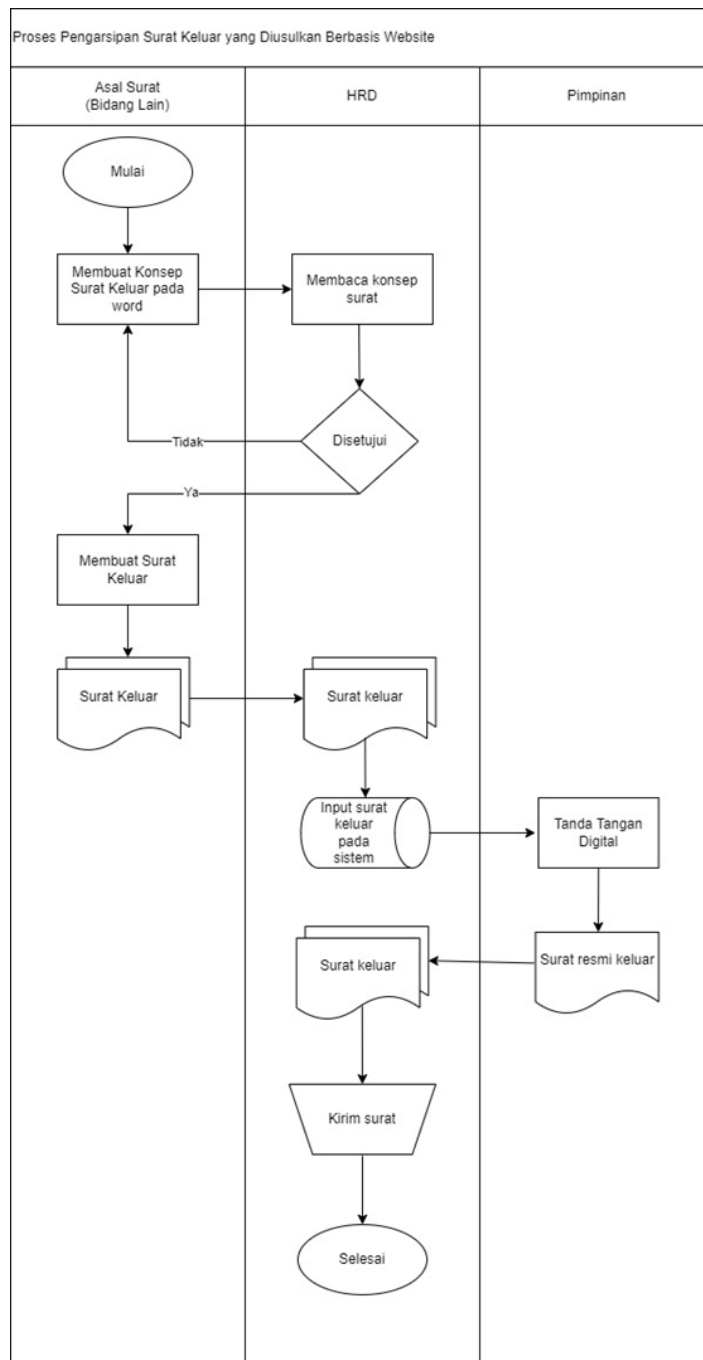 Proses Pengarsipan Surat Keluar yang Diusulkan Berbasis Website
Asal Surat
(Bidang Lain)
HRD
Pimpinan
Mulai
Membuat Konsep
Surat Keluar pada
word
Membaca konsep
surat
Disetujui
Tidak
Ya
Membuat Surat
Keluar
Surat Keluar
Surat keluar
Input surat
keluar
pada
sistem
Tanda Tangan
Digital
Surat resmi keluar
Surat keluar
Kirim surat
Selesai